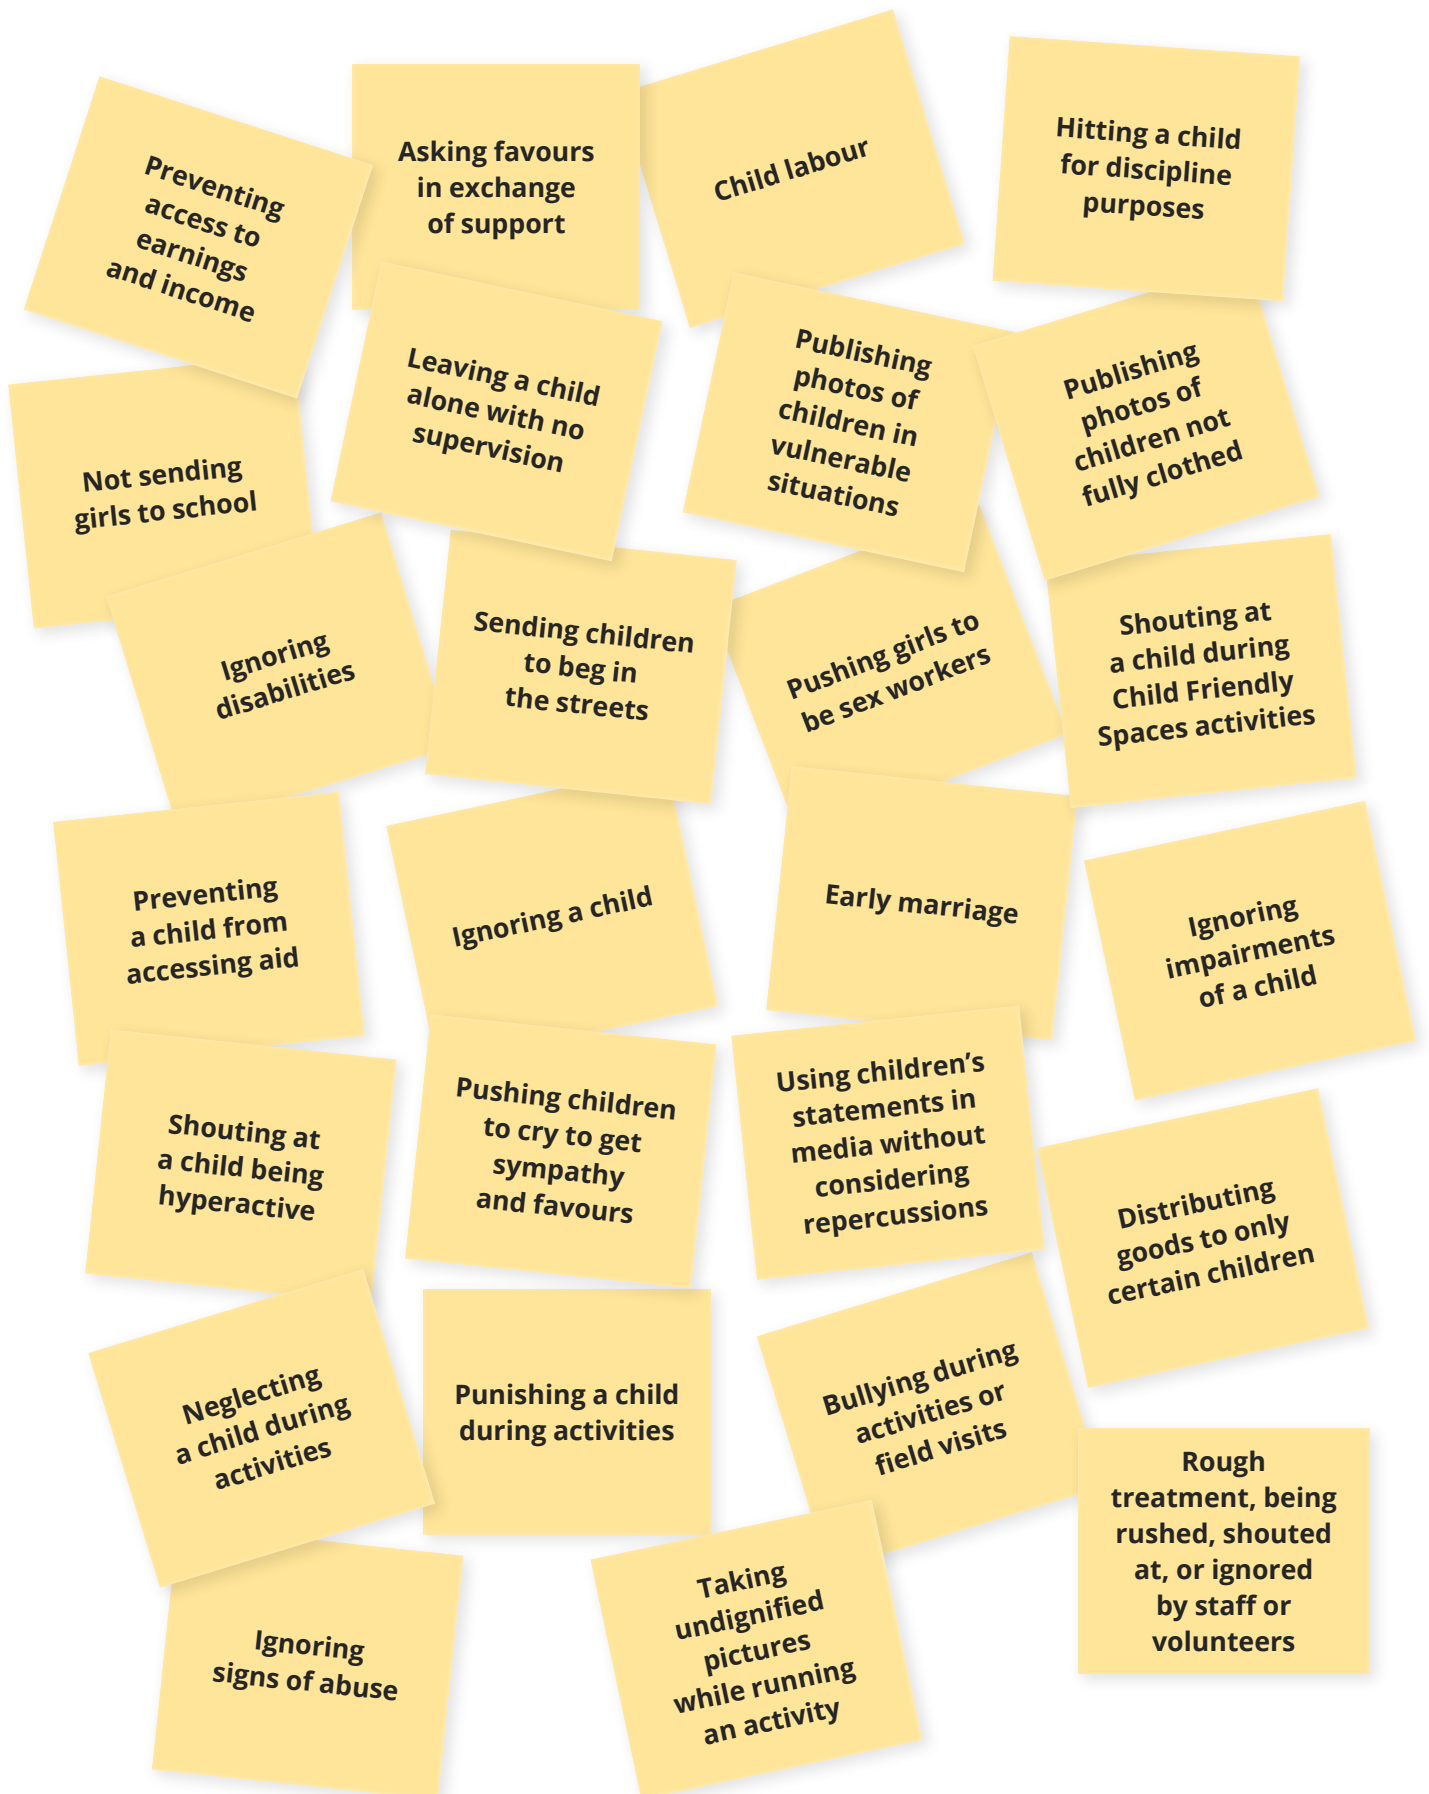 Preventing
access to
earnings
and income
Asking favours
in exchange
of support
Child labour
Hitting a child
for discipline
purposes
Not sending
girls to school
Leaving a child
alone with no
supervision
Publishing
photos of
children in
vulnerable
situations
Publishing
photos of
children not
fully clothed
Ignoring
disabilities
Sending children
to beg in
the streets
Pushing girls to
be sex workers
Shouting at
a child during
Child Friendly
Spaces activities
Preventing
a child from
accessing aid
Ignoring a child
Early marriage
Ignoring
impairments
of a child
Shouting at
a child being
hyperactive
Pushing children
to cry to get
sympathy
and favours
Using children’s
statements in
media without
considering
repercussions
Distributing
goods to only
certain children
Neglecting
a child during
activities
Punishing a child
during activities
Bullying during
activities or
field visits
Rough
treatment, being
rushed, shouted
at, or ignored
by staff or
volunteers
Ignoring
signs of abuse
Taking
undignified
pictures
while running
an activity